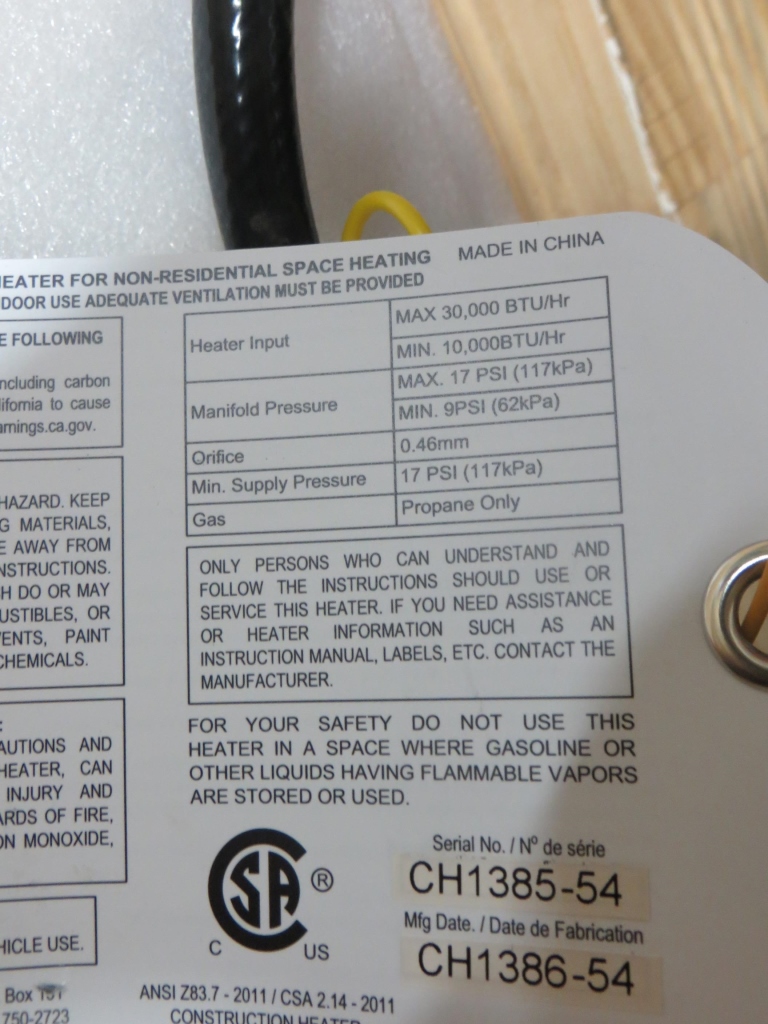 EATER FOR NON-RESIDENTIAL SPACE HEATING
MADE IN CHINA
DOOR USE ADEQUATE VENTILATION MUST BE PROVIDED
E FOLLOWING
ncluding carbon
lifornia to cause
arnings.ca.gov.
HAZARD. KEEP
G MATERIALS,
E AWAY FROM
NSTRUCTIONS.
H DO OR MAY
USTIBLES, OR
VENTS, PAINT
CHEMICALS.
:
AUTIONS AND
HEATER, CAN
INJURY AND
ARDS OF FIRE,
ON MONOXIDE,
HICLE USE.
Box 151
750-2723
Heater Input
MAX 30,000 BTU/Hr
MIN. 10,000BTU/Hr
Manifold Pressure
MAX. 17 PSI (117kPa)
MIN. 9PSI (62kPa)
Orifice
0.46mm
Min. Supply Pressure
17 PSI (117kPa)
Gas
Propane Only
ONLY PERSONS WHO CAN UNDERSTAND AND
FOLLOW THE INSTRUCTIONS SHOULD USE OR
SERVICE THIS HEATER. IF YOU NEED ASSISTANCE
OR HEATER INFORMATION SUCH AS AN
INSTRUCTION MANUAL, LABELS, ETC. CONTACT THE
MANUFACTURER.
FOR YOUR SAFETY DO NOT USE THIS
HEATER IN A SPACE WHERE GASOLINE OR
OTHER LIQUIDS HAVING FLAMMABLE VAPORS
ARE STORED OR USED.
CSA ®
C US
Serial No. / Nº de série
CH1385-54
Mfg Date. / Date de Fabrication
CH1386-54
ANSI Z83.7 - 2011 / CSA 2.14 - 2011
CONSTRUCTION HEATER